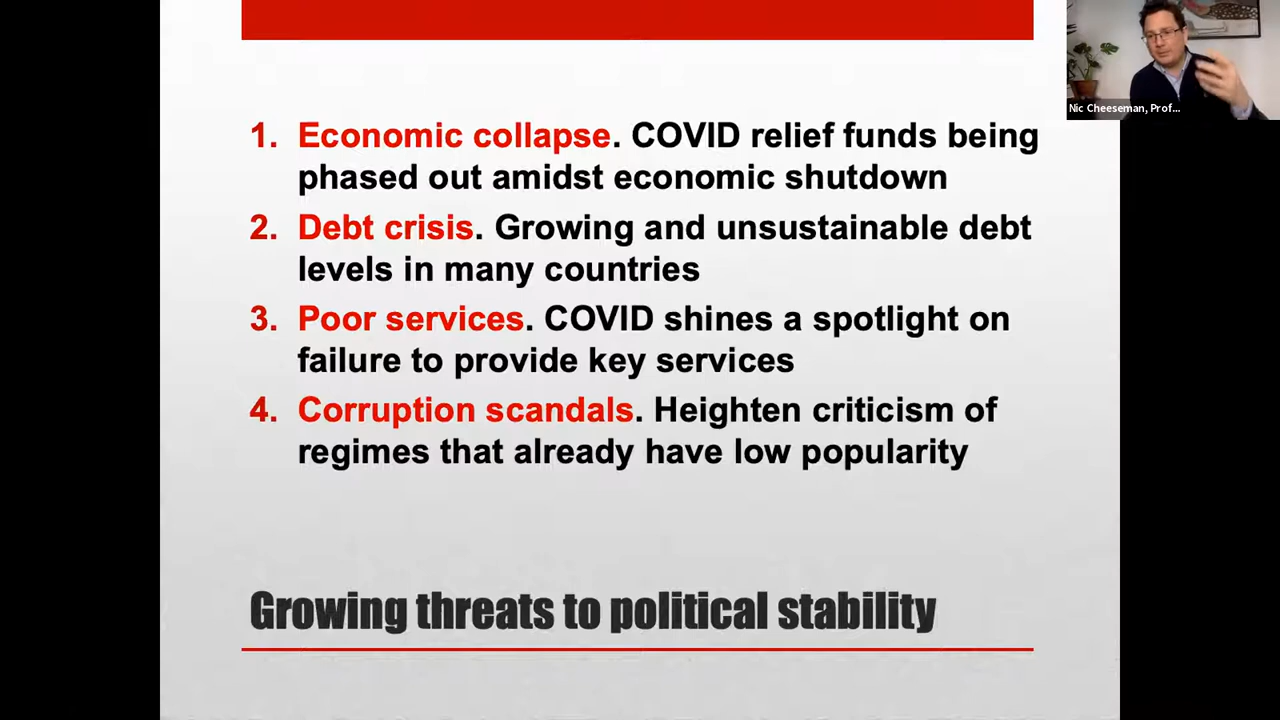 1. Economic collapse. COVID relief funds being
phased out amidst economic shutdown
2. Debt crisis. Growing and unsustainable debt
levels in many countries
3. Poor services. COVID shines a spotlight on
failure to provide key services
4. Corruption scandals. Heighten criticism of
regimes that already have low popularity
Growing threats to political stability
Nic Cheeseman, Prof...